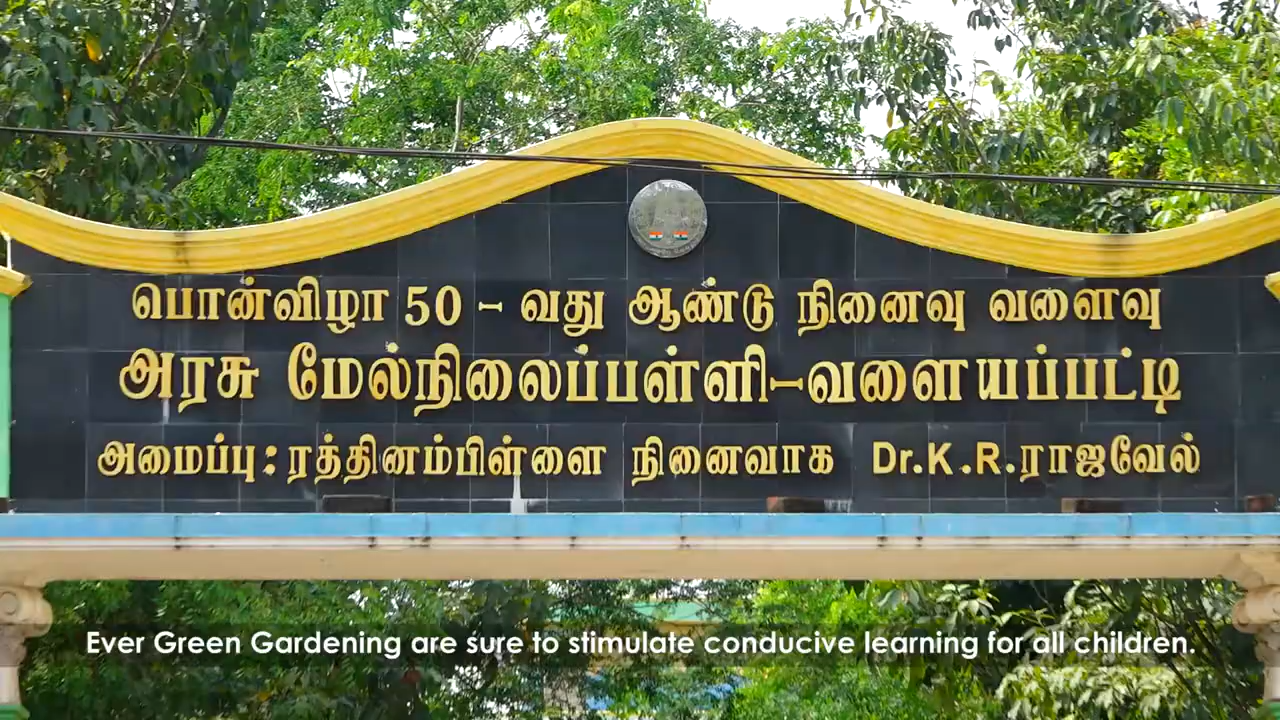 பொன்விழா 50 - வது ஆண்டு நினைவு வளைவு
அரசு மேல்நிலைப்பள்ளி-வளையப்பட்டி
அமைப்பு: ரத்தினம்பிள்ளை நினைவாக Dr.K.R.ராஜவேல்
Ever Green Gardening are sure to stimulate conducive learning for all children.